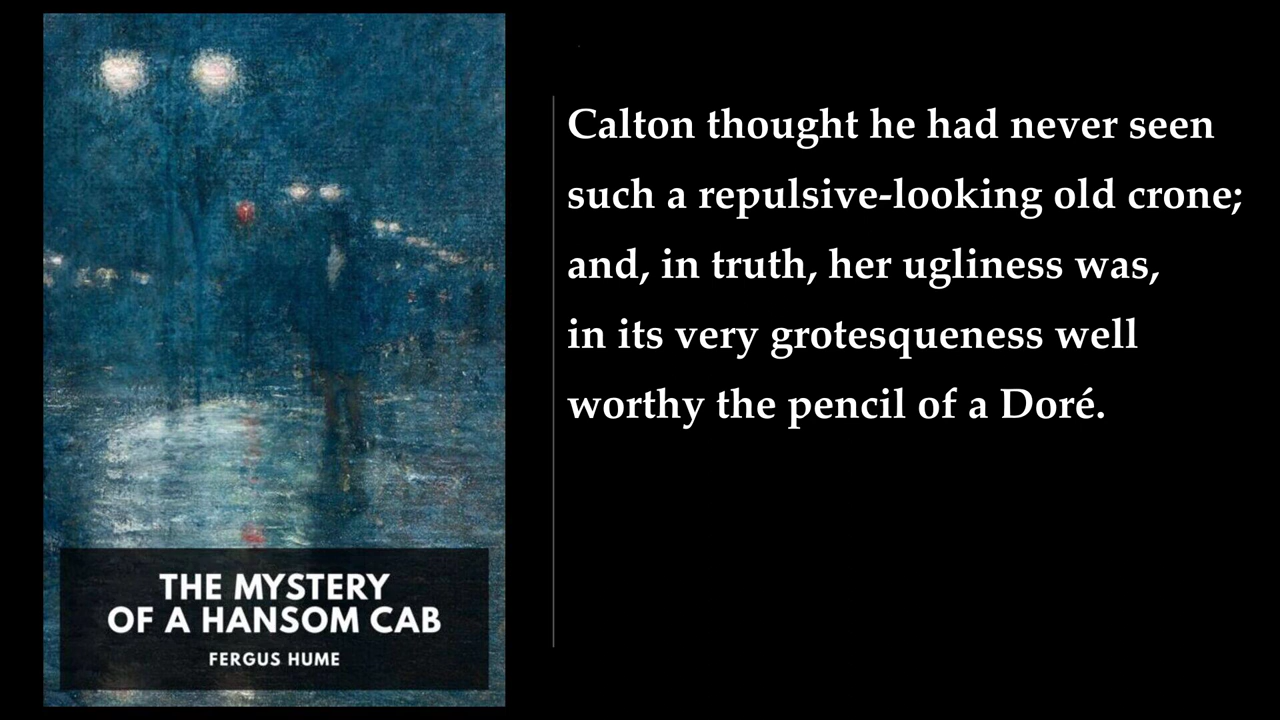 Calton thought he had never seen
such a repulsive-looking old crone;
and, in truth, her ugliness was,
in its very grotesqueness well
worthy the pencil of a Doré.
THE MYSTERY
OF A HANSOM CAB
FERGUS HUME